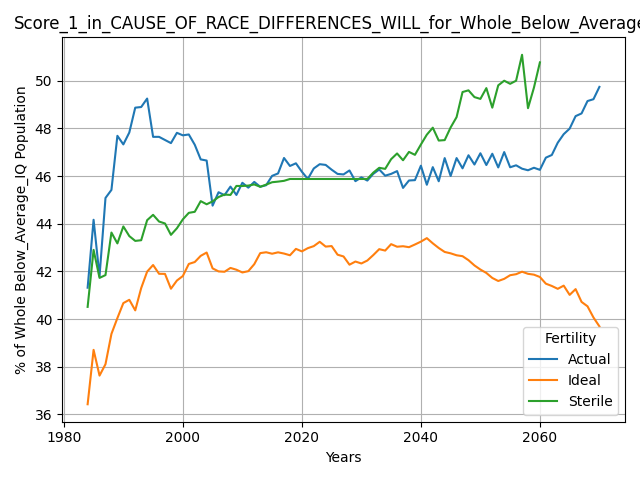 Score_1_in_CAUSE_OF_RACE_DIFFERENCES_WILL_for_Whole_Below_Average
% of Whole Below_Average_IQ Population
50
48
46
44
42
40
38
36
1980
2000
2020
2040
2060
Years
Fertility
Actual
Ideal
Sterile